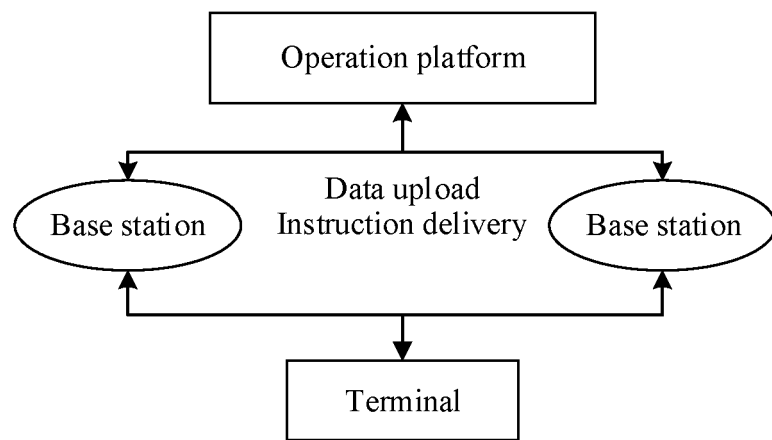 Operation platform
Data upload
Instruction delivery
Base station
Base station
Terminal